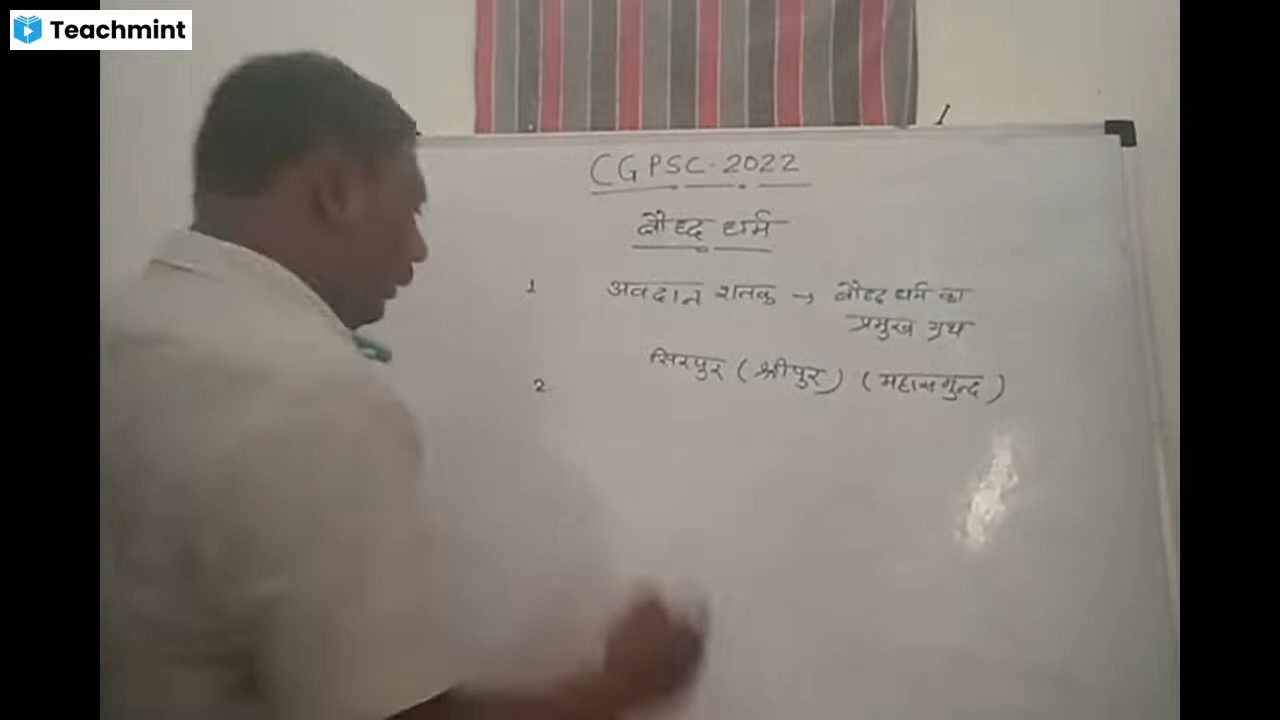 Teachmint
CGPSC-2022
बौद्ध धर्म
1 अवदान शतक → बौद्ध धर्म का
प्रमुख ग्रंथ
2 सिरपुर (श्रीपुर) (महासमुन्द)